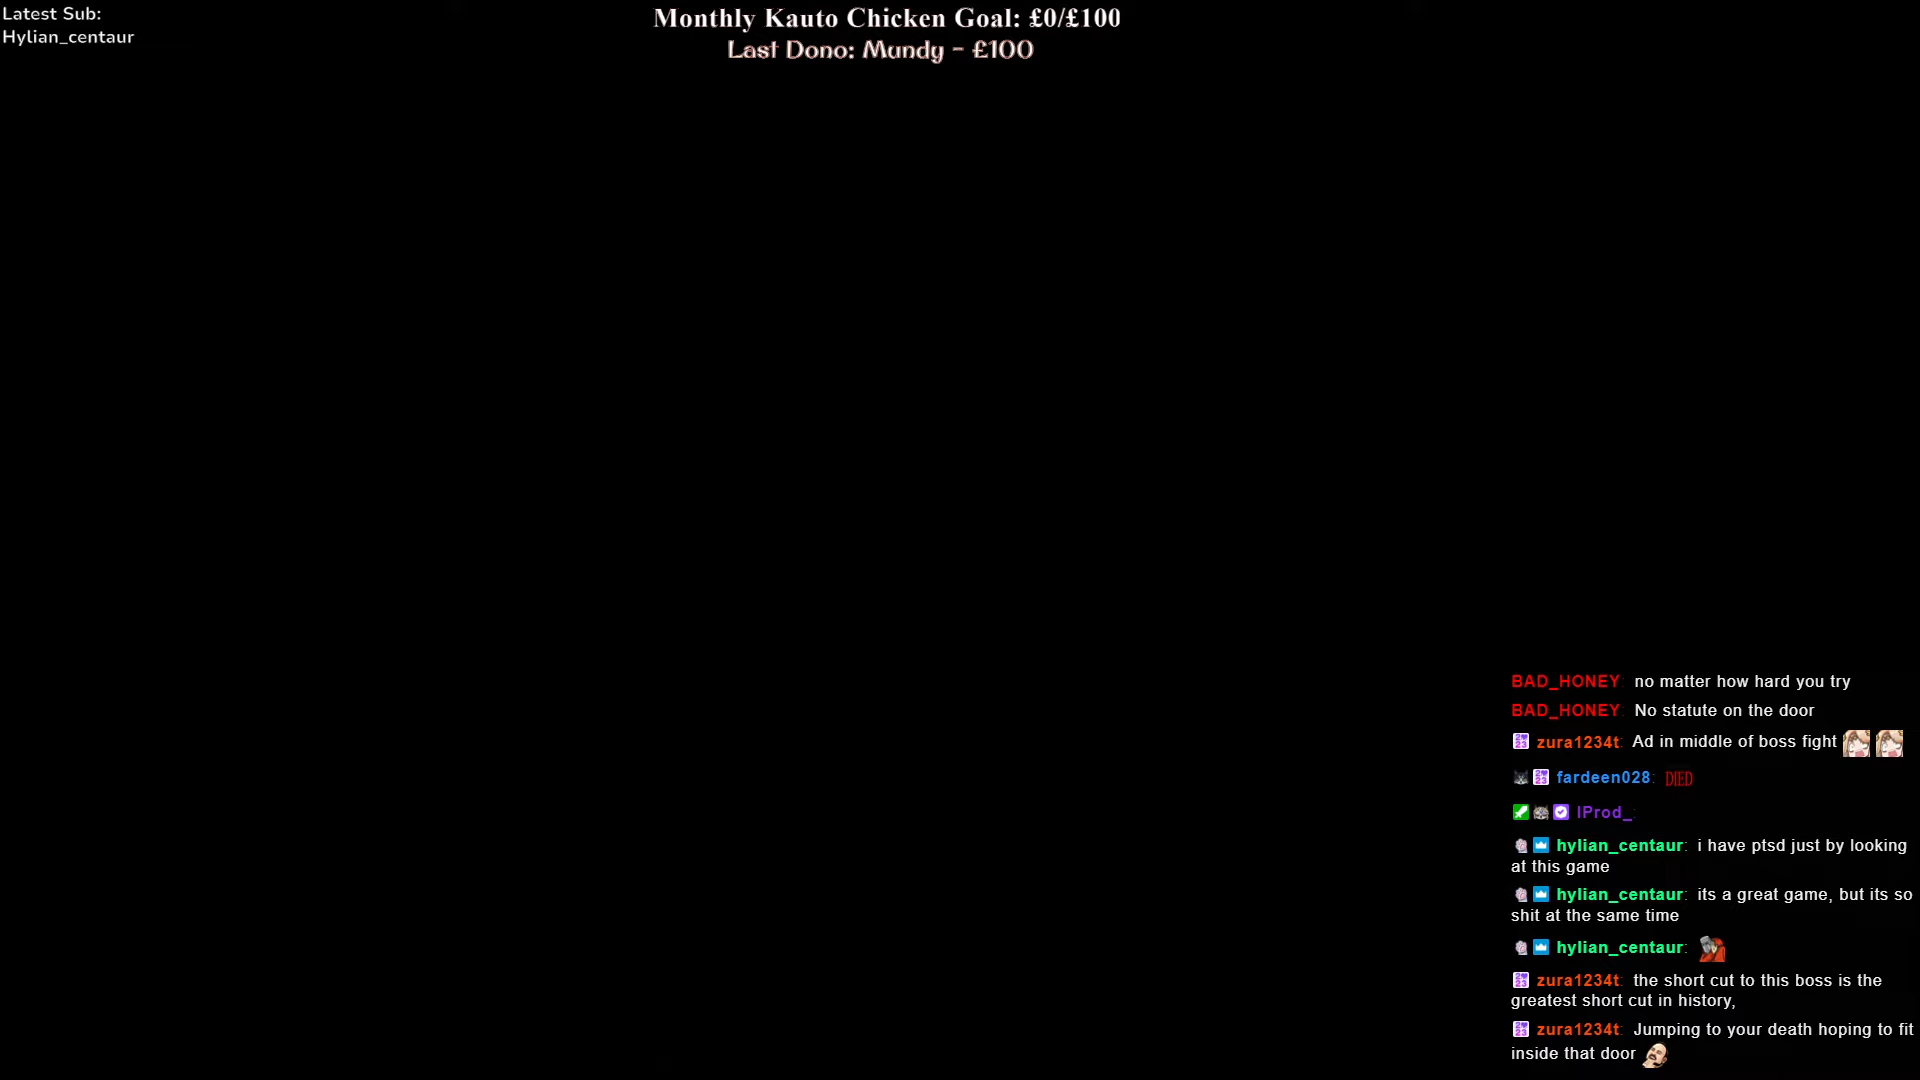 Latest Sub:
Hylian_centaur
Monthly Kauto Chicken Goal: £0/£100
Last Dono: Mundy - £100
BAD_HONEY: no matter how hard you try
BAD_HONEY: No statute on the door
zura1234t: Ad in middle of boss fight
fardeen028: DIED
IProd_:
hylian_centaur: i have ptsd just by looking
at this game
hylian_centaur: its a great game, but its so
shit at the same time
hylian_centaur:
zura1234t: the short cut to this boss is the
greatest short cut in history,
zura1234t: Jumping to your death hoping to fit
inside that door